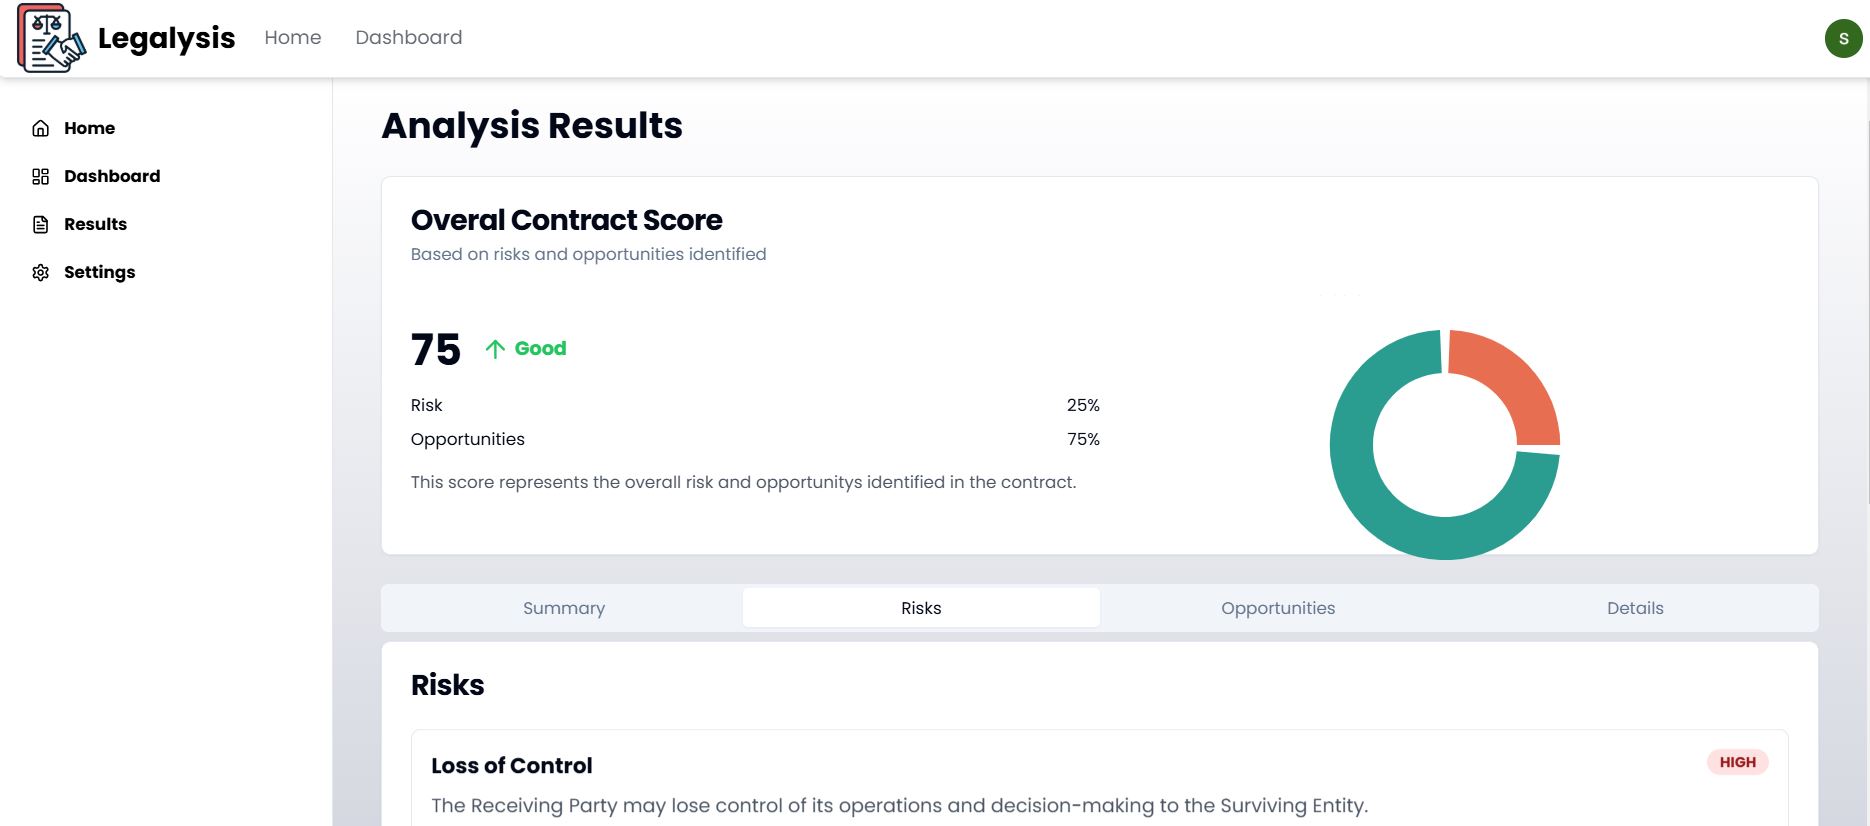 Legalysis
Home
Dashboard
S
Home
Dashboard
Results
Settings
Analysis Results
Overal Contract Score
Based on risks and opportunities identified
75
Good
Risk 25%
Opportunities 75%
This score represents the overall risk and opportunitys identified in the contract.
Summary
Risks
Opportunities
Details
Risks
Loss of Control
HIGH
The Receiving Party may lose control of its operations and decision-making to the Surviving Entity.